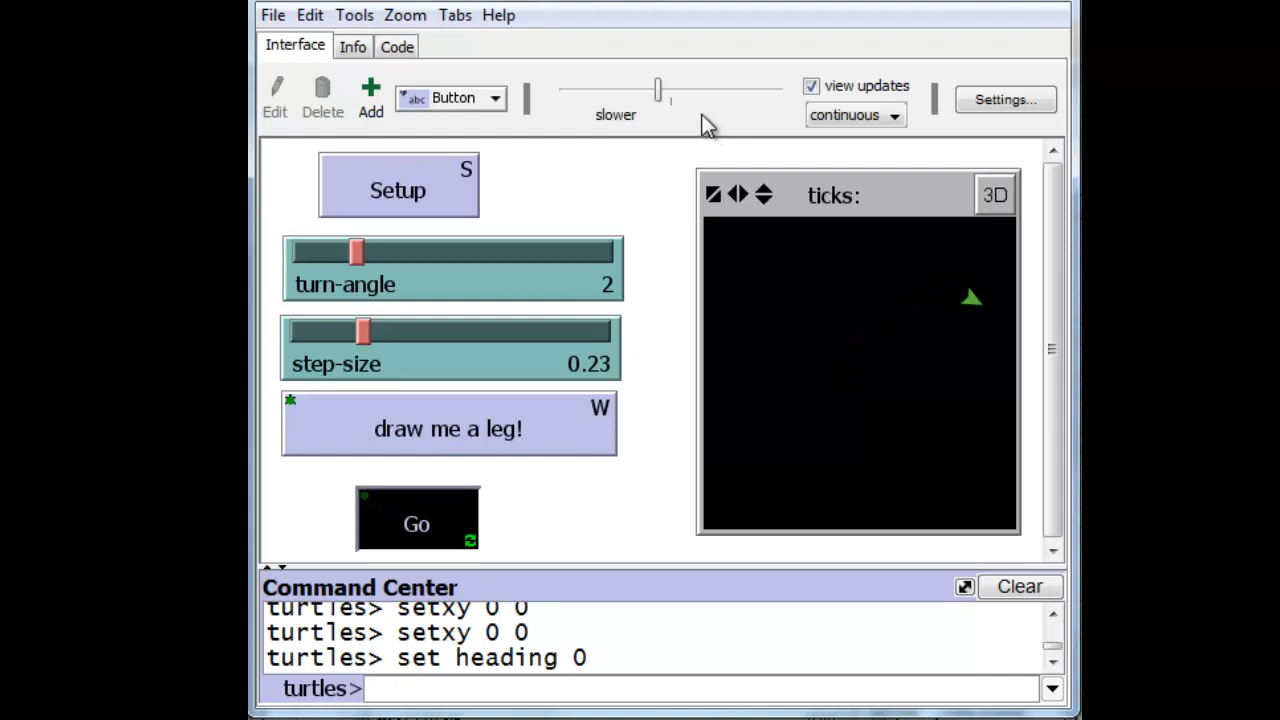 File Edit Tools Zoom Tabs Help
Interface Info Code
Edit Delete Add abc Button slower view updates continuous Settings...
Setup S
ticks: 3D
turn-angle 2
step-size 0.23
draw me a leg! W
Go
Command Center Clear
turtles> setxy 0 0
turtles> setxy 0 0
turtles> set heading 0
turtles>